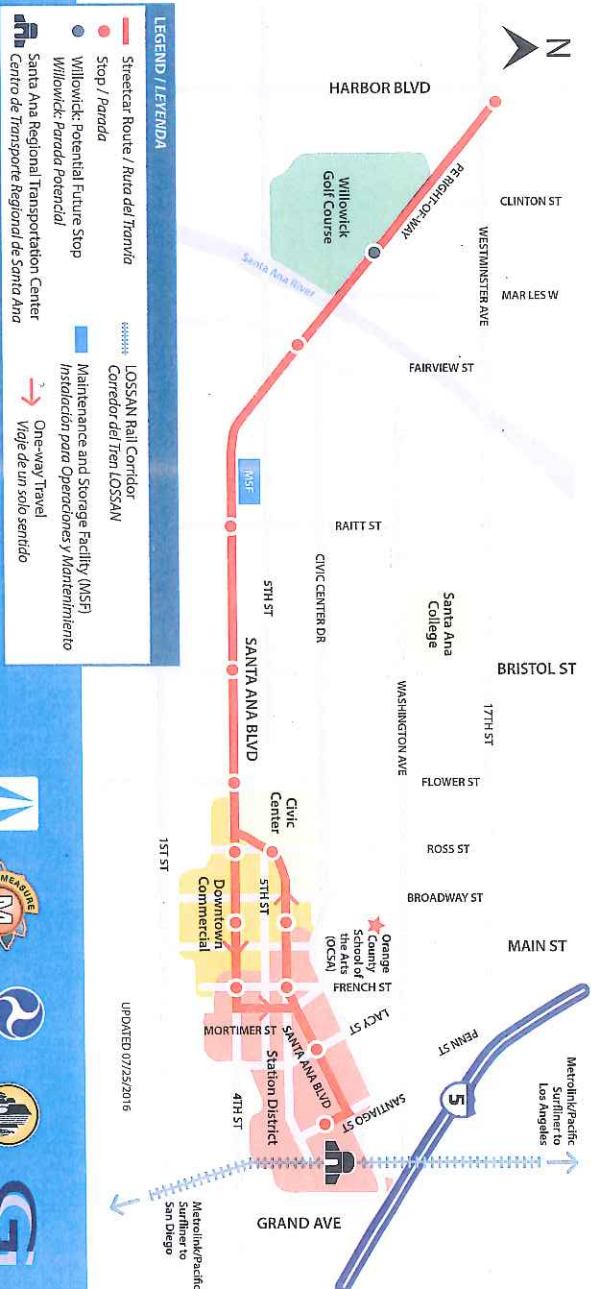 N
HARBOR BLVD
CLINTON ST
WESTMINSTER AVE
MAR LES W
FAIRVIEW ST
PE RIGHT-OF-WAY
Willowick
Golf Course
Santa Ana River
MSF
RAITT ST
5TH ST
CIVIC CENTER DR
SANTA ANA BLVD
Santa Ana
College
BRISTOL ST
WASHINGTON AVE
17TH ST
FLOWER ST
ROSS ST
BROADWAY ST
MAIN ST
Civic
Center
5TH ST
Downtown
Commercial
1ST ST
Orange
County
School of
the Arts
(OCSA)
FRENCH ST
LACY ST
MORTIMER ST
SANTA ANA BLVD
Station District
4TH ST
SANTIAGO ST
PENN ST
5
GRAND AVE
Metrolink/Pacific
Surfliner to
Los Angeles
Metrolink/Pacific
Surfliner to
San Diego
UPDATED 07/25/2016
LEGEND / LEYENDA
Streetcar Route / Ruta del Tranvia
Stop / Parada
Willowick: Potential Future Stop
Willowick: Parada Potencial
Santa Ana Regional Transportation Center
Centro de Transporte Regional de Santa Ana
LOSSAN Rail Corridor
Corredor del Tren LOSSAN
Maintenance and Storage Facility (MSF)
Instalación para Operaciones y Mantenimiento
One-way Travel
Viaje de un solo sentido
MEASURE
M